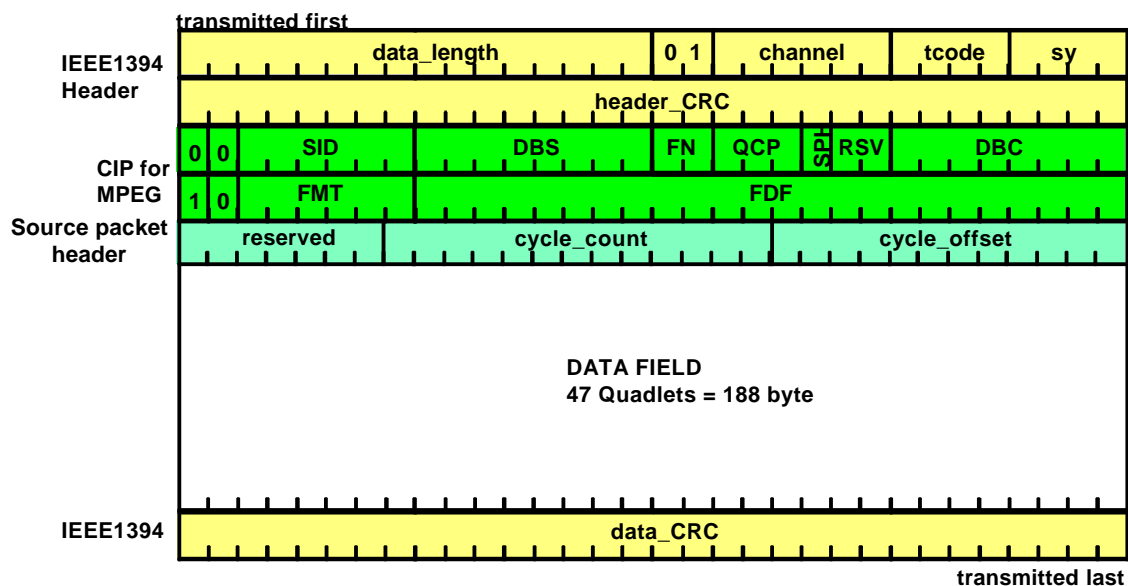 transmitted first
IEEE1394
Header
data_length
0 1
channel
tcode
sy
header_CRC
CIP for
MPEG
0
0
SID
DBS
FN
QCP
SPH
RSV
DBC
1
0
FMT
FDF
Source packet
header
reserved
cycle_count
cycle_offset
DATA FIELD
47 Quadlets = 188 byte
IEEE1394
data_CRC
transmitted last